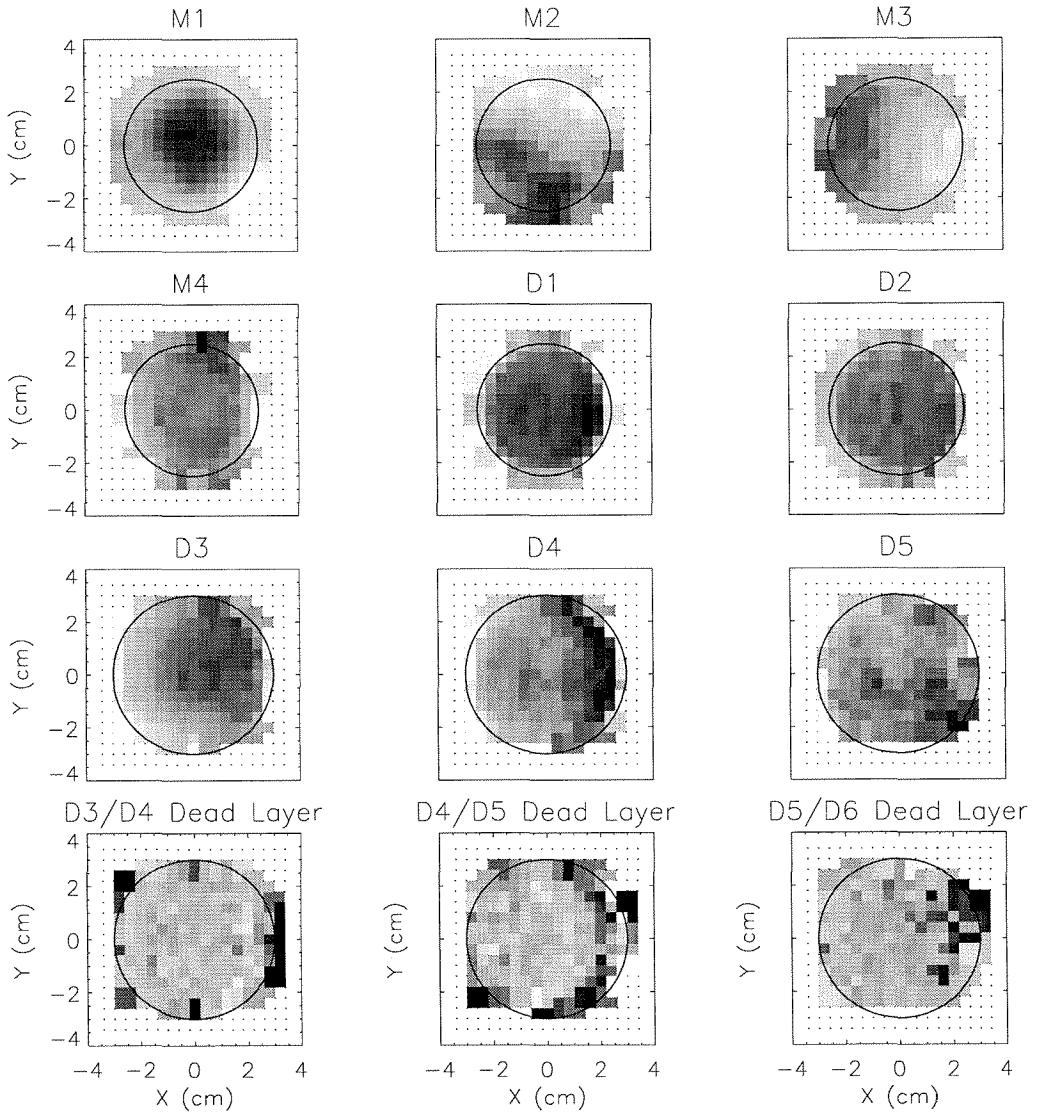 M1 M2 M3
4
2
Y (cm) 0
-2
-4
M4 D1 D2
4
2
Y (cm) 0
-2
-4
D3 D4 D5
4
2
Y (cm) 0
-2
-4
D3/D4 Dead Layer D4/D5 Dead Layer D5/D6 Dead Layer
4
2
Y (cm) 0 Y (cm) Y (cm)
-2
-4
-4 -2 0 2 4 -4 -2 0 2 4 -4 -2 0 2 4
X (cm) X (cm) X (cm)